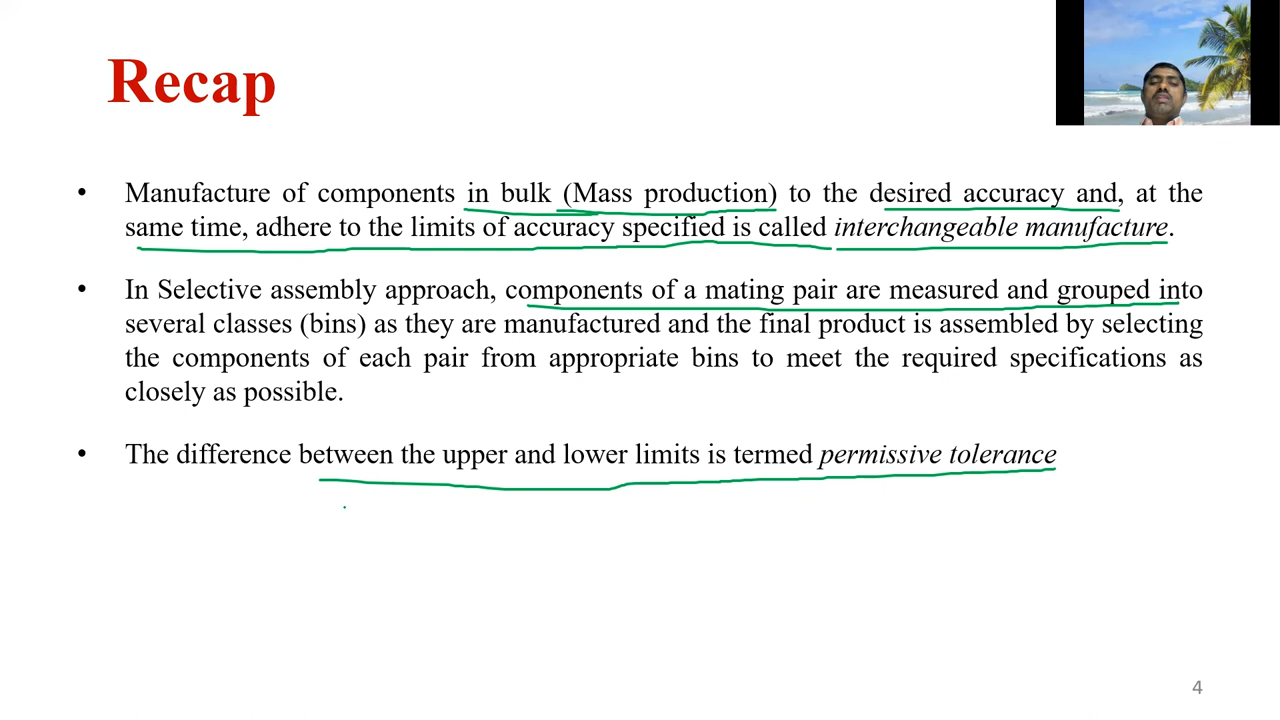 Recap
• Manufacture of components in bulk (Mass production) to the desired accuracy and, at the
same time, adhere to the limits of accuracy specified is called interchangeable manufacture.
• In Selective assembly approach, components of a mating pair are measured and grouped into
several classes (bins) as they are manufactured and the final product is assembled by selecting
the components of each pair from appropriate bins to meet the required specifications as
closely as possible.
• The difference between the upper and lower limits is termed permissive tolerance
4